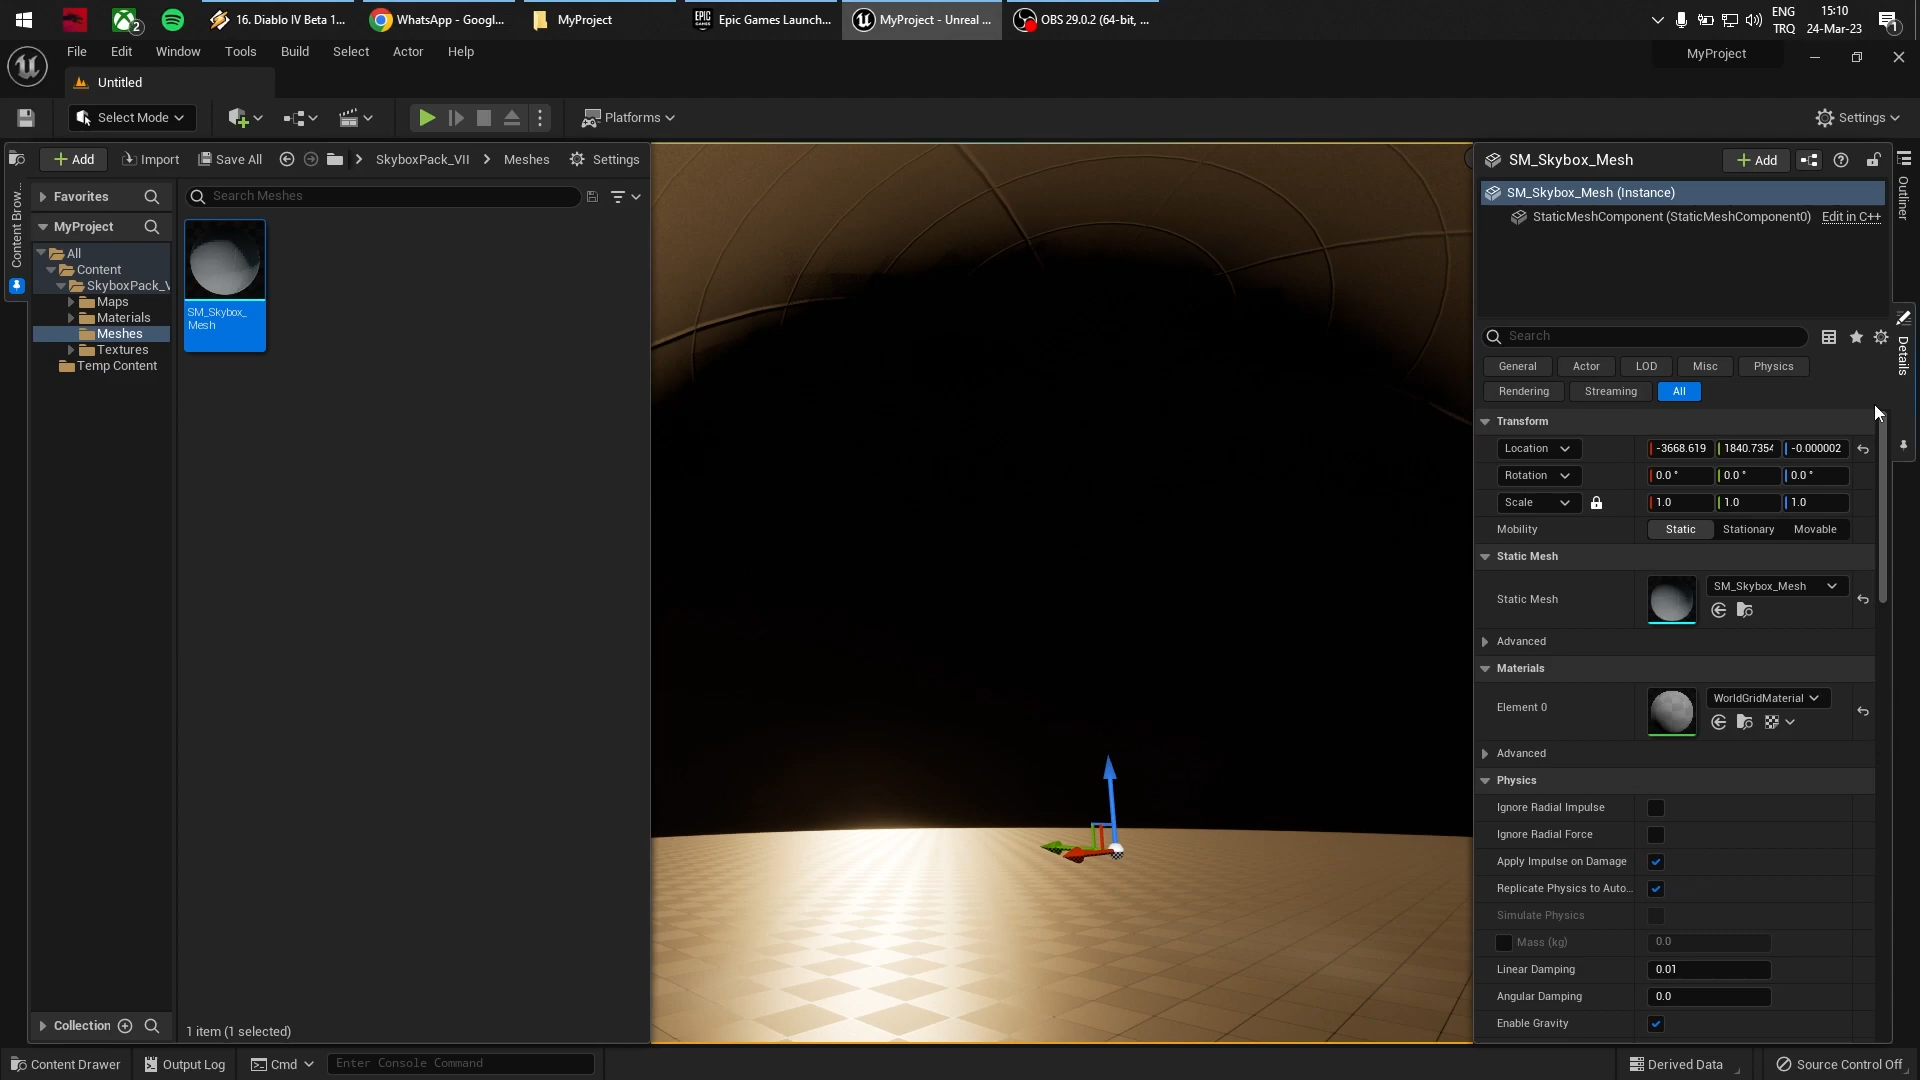 16. Diablo IV Beta 1...
WhatsApp - Googl...
MyProject
Epic Games Launch...
MyProject - Unreal ...
OBS 29.0.2 (64-bit, ...
ENG
TRQ
15:10
24-Mar-23
File
Edit
Window
Tools
Build
Select
Actor
Help
MyProject
Untitled
Select Mode
Platforms
Settings
Content Brow...
Add
Import
Save All
SkyboxPack_VII
Meshes
Settings
Favorites
Search Meshes
MyProject
All
Content
SkyboxPack_V
Maps
Materials
Meshes
Textures
Temp Content
SM_Skybox_
Mesh
Collection
1 item (1 selected)
SM_Skybox_Mesh
Add
SM_Skybox_Mesh (Instance)
StaticMeshComponent (StaticMeshComponent0)
Edit in C++
Outliner
Details
Search
General
Actor
LOD
Misc
Physics
Rendering
Streaming
All
Transform
Location
-3668.619
1840.7354
-0.000002
Rotation
0.0 °
0.0 °
0.0 °
Scale
1.0
1.0
1.0
Mobility
Static
Stationary
Movable
Static Mesh
Static Mesh
SM_Skybox_Mesh
Advanced
Materials
Element 0
WorldGridMaterial
Advanced
Physics
Ignore Radial Impulse
Ignore Radial Force
Apply Impulse on Damage
Replicate Physics to Auto...
Simulate Physics
Mass (kg)
0.0
Linear Damping
0.01
Angular Damping
0.0
Enable Gravity
Content Drawer
Output Log
Cmd
Enter Console Command
Derived Data
Source Control Off